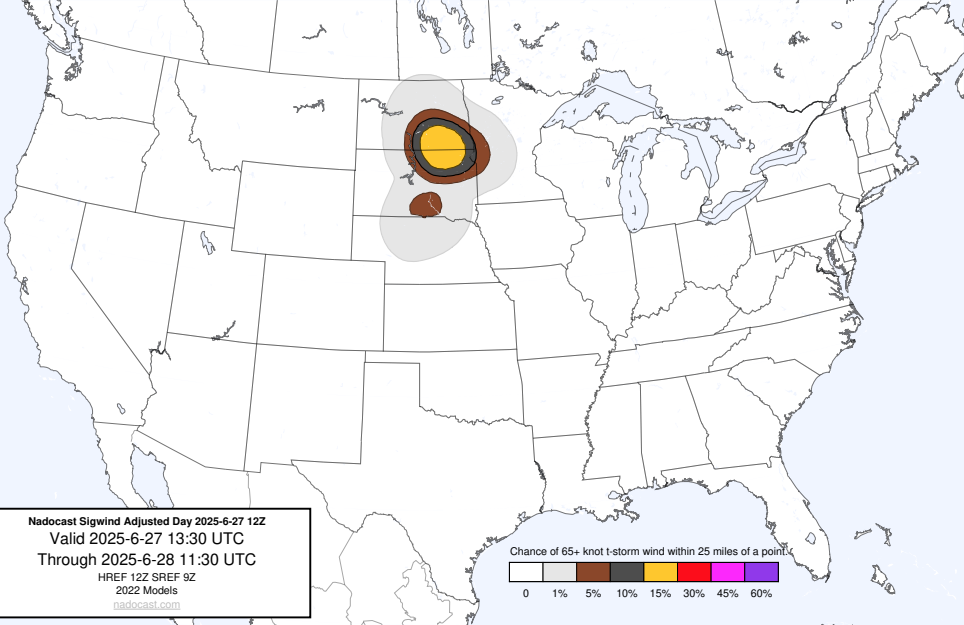 Nadocast Sigwind Adjusted Day 2025-6-27 12Z
Valid 2025-6-27 13:30 UTC
Through 2025-6-28 11:30 UTC
HREF 12Z SREF 9Z
2022 Models
nadocast.com
Chance of 65+ knot t-storm wind within 25 miles of a point.
0 1% 5% 10% 15% 30% 45% 60%